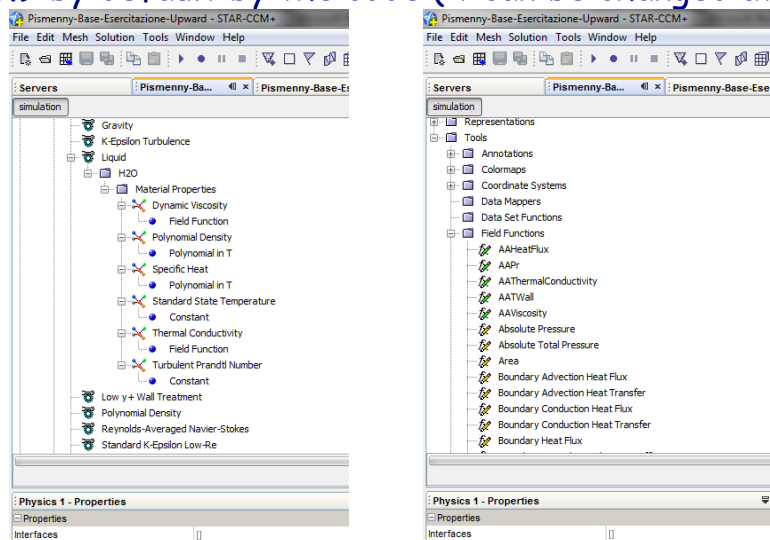 Pismenny-Base-Esercitazione-Upward - STAR-CCM+
File Edit Mesh Solution Tools Window Help
Servers
Pismenny-Ba...
Pismenny-Base-Es
simulation
Gravity
K-Epsilon Turbulence
Liquid
H2O
Material Properties
Dynamic Viscosity
Field Function
Polynomial Density
Polynomial in T
Specific Heat
Polynomial in T
Standard State Temperature
Constant
Thermal Conductivity
Field Function
Turbulent Prandtl Number
Constant
Low y+ Wall Treatment
Polynomial Density
Reynolds-Averaged Navier-Stokes
Standard K-Epsilon Low-Re
Physics 1 - Properties
Properties
Interfaces []
Pismenny-Base-Esercitazione-Upward - STAR-CCM+
File Edit Mesh Solution Tools Window Help
Servers
Pismenny-Ba...
Pismenny-Base-Ese
simulation
Representations
Tools
Annotations
Colormaps
Coordinate Systems
Data Mappers
Data Set Functions
Field Functions
AAHeatFlux
AAPr
AAThermalConductivity
AATWall
AAViscosity
Absolute Pressure
Absolute Total Pressure
Area
Boundary Advection Heat Flux
Boundary Advection Heat Transfer
Boundary Conduction Heat Flux
Boundary Conduction Heat Transfer
Boundary Heat Flux
Physics 1 - Properties
Properties
Interfaces []